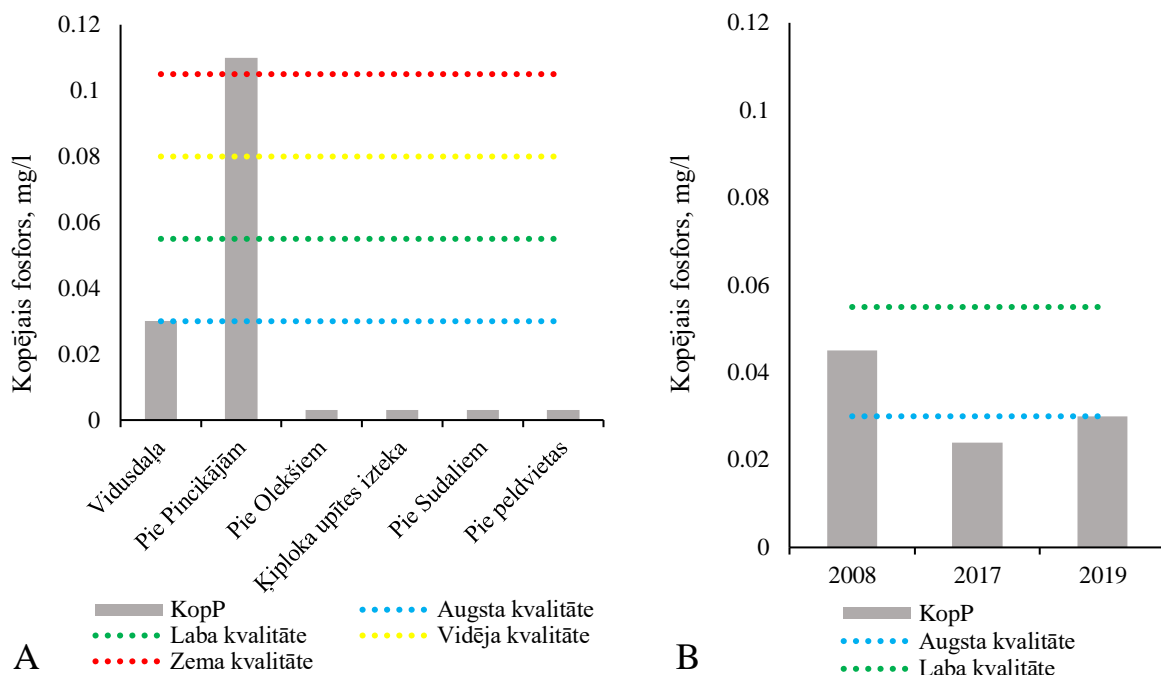 Kopējais fosfors, mg/l
0.12
0.1
0.08
0.06
0.04
0.02
0
Vidusdaļa
Pie Pincikājām
Pie Olekšiem
Ķiploka upītes izteka
Pie Sudaliem
Pie peldvietas
KopP
Augsta kvalitāte
Laba kvalitāte
Vidēja kvalitāte
Zema kvalitāte
A
Kopējais fosfors, mg/l
0.12
0.1
0.08
0.06
0.04
0.02
0
2008 2017 2019
KopP
Augsta kvalitāte
Laba kvalitāte
B